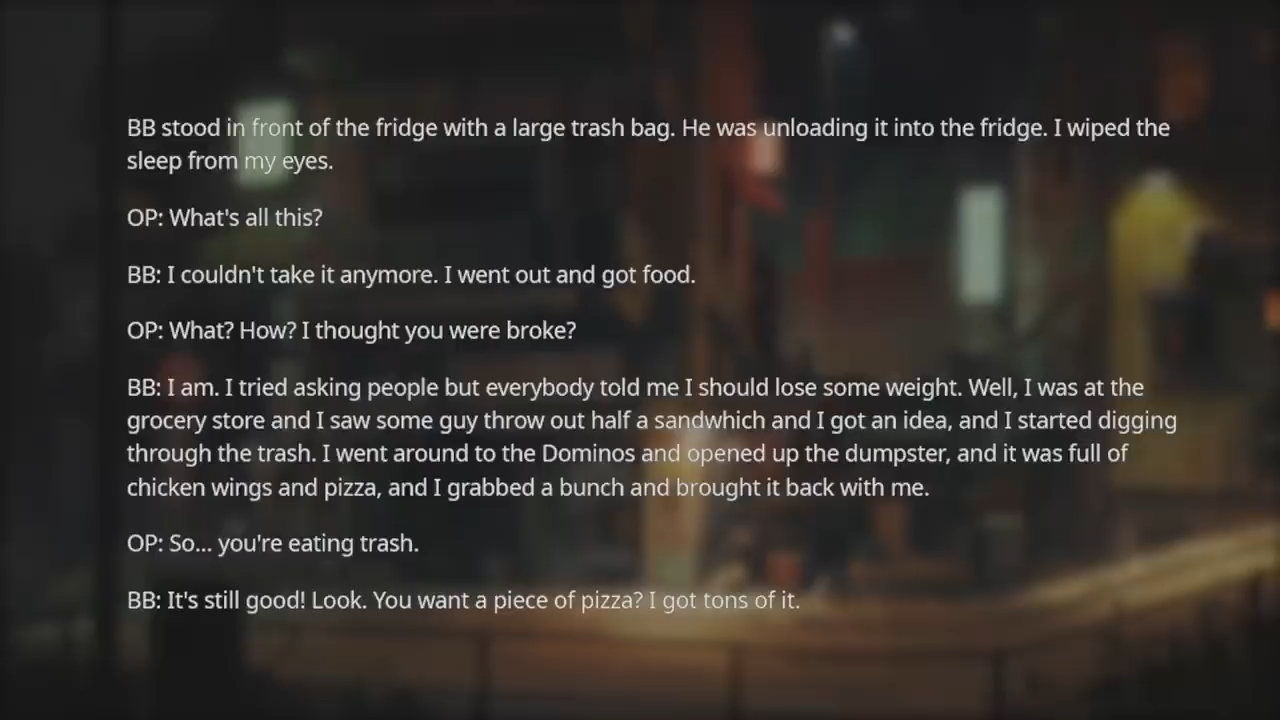 BB stood in front of the fridge with a large trash bag. He was unloading it into the fridge. I wiped the
sleep from my eyes.
OP: What's all this?
BB: I couldn't take it anymore. I went out and got food.
OP: What? How? I thought you were broke?
BB: I am. I tried asking people but everybody told me I should lose some weight. Well, I was at the
grocery store and I saw some guy throw out half a sandwhich and I got an idea, and I started digging
through the trash. I went around to the Dominos and opened up the dumpster, and it was full of
chicken wings and pizza, and I grabbed a bunch and brought it back with me.
OP: So... you're eating trash.
BB: It's still good! Look. You want a piece of pizza? I got tons of it.